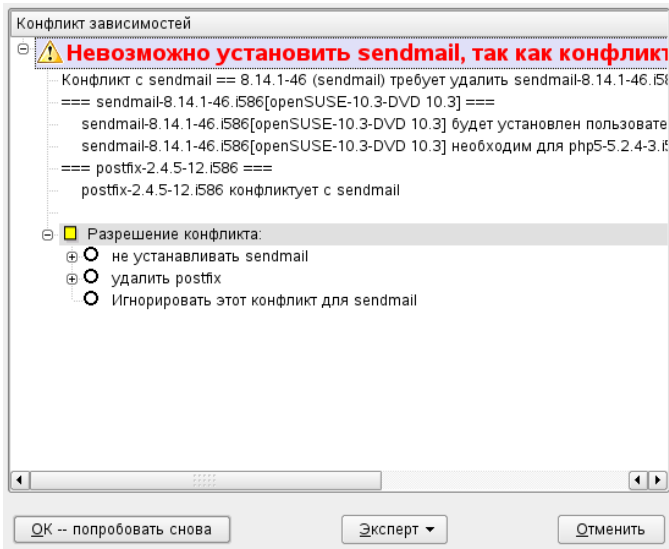 Конфликт зависимостей
Невозможно установить sendmail, так как конфликт
Конфликт с sendmail == 8.14.1-46 (sendmail) требует удалить sendmail-8.14.1-46.i58
=== sendmail-8.14.1-46.i586[openSUSE-10.3-DVD 10.3] ===
sendmail-8.14.1-46.i586[openSUSE-10.3-DVD 10.3] будет установлен пользовате
sendmail-8.14.1-46.i586[openSUSE-10.3-DVD 10.3] необходим для php5-5.2.4-3.i5
=== postfix-2.4.5-12.i586 ===
postfix-2.4.5-12.i586 конфликтует с sendmail
Разрешение конфликта:
не устанавливать sendmail
удалить postfix
Игнорировать этот конфликт для sendmail
OK -- попробовать снова
Эксперт
Отменить